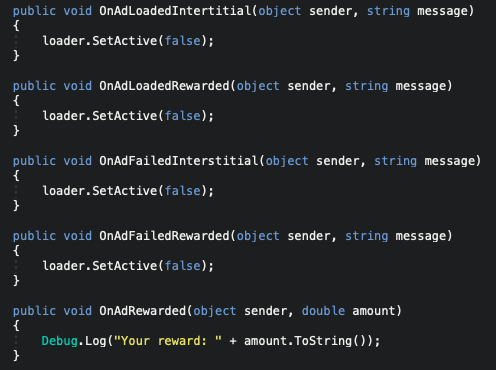 public void OnAdLoadedIntertitial(object sender, string message)
{
loader.SetActive(false);
}
public void OnAdLoadedRewarded(object sender, string message)
{
loader.SetActive(false);
}
public void OnAdFailedInterstitial(object sender, string message)
{
loader.SetActive(false);
}
public void OnAdFailedRewarded(object sender, string message)
{
loader.SetActive(false);
}
public void OnAdRewarded(object sender, double amount)
{
Debug.Log("Your reward: " + amount.ToString());
}